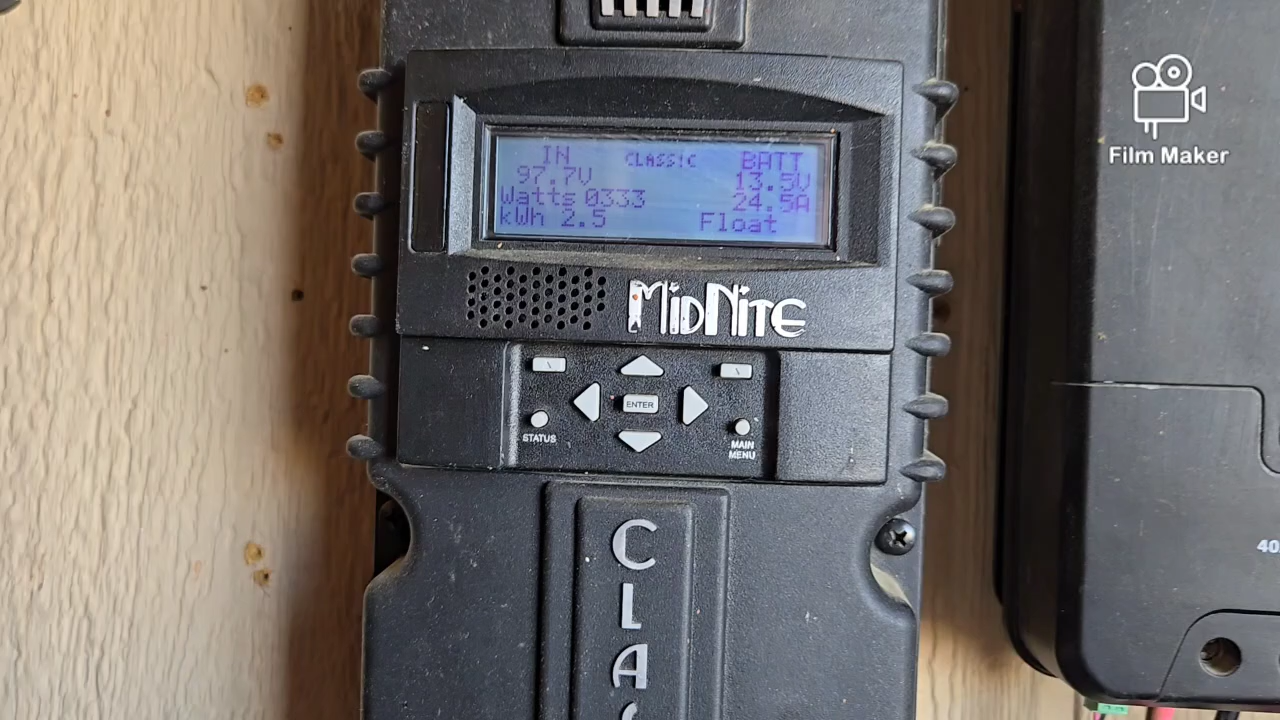 IN CLASSIC BATT
97.7V 13.5V
Watts 0333 24.5A
kWh 2.5 Float
MIDNITE
ENTER
STATUS
MAIN
MENU
CLA
Film Maker
40